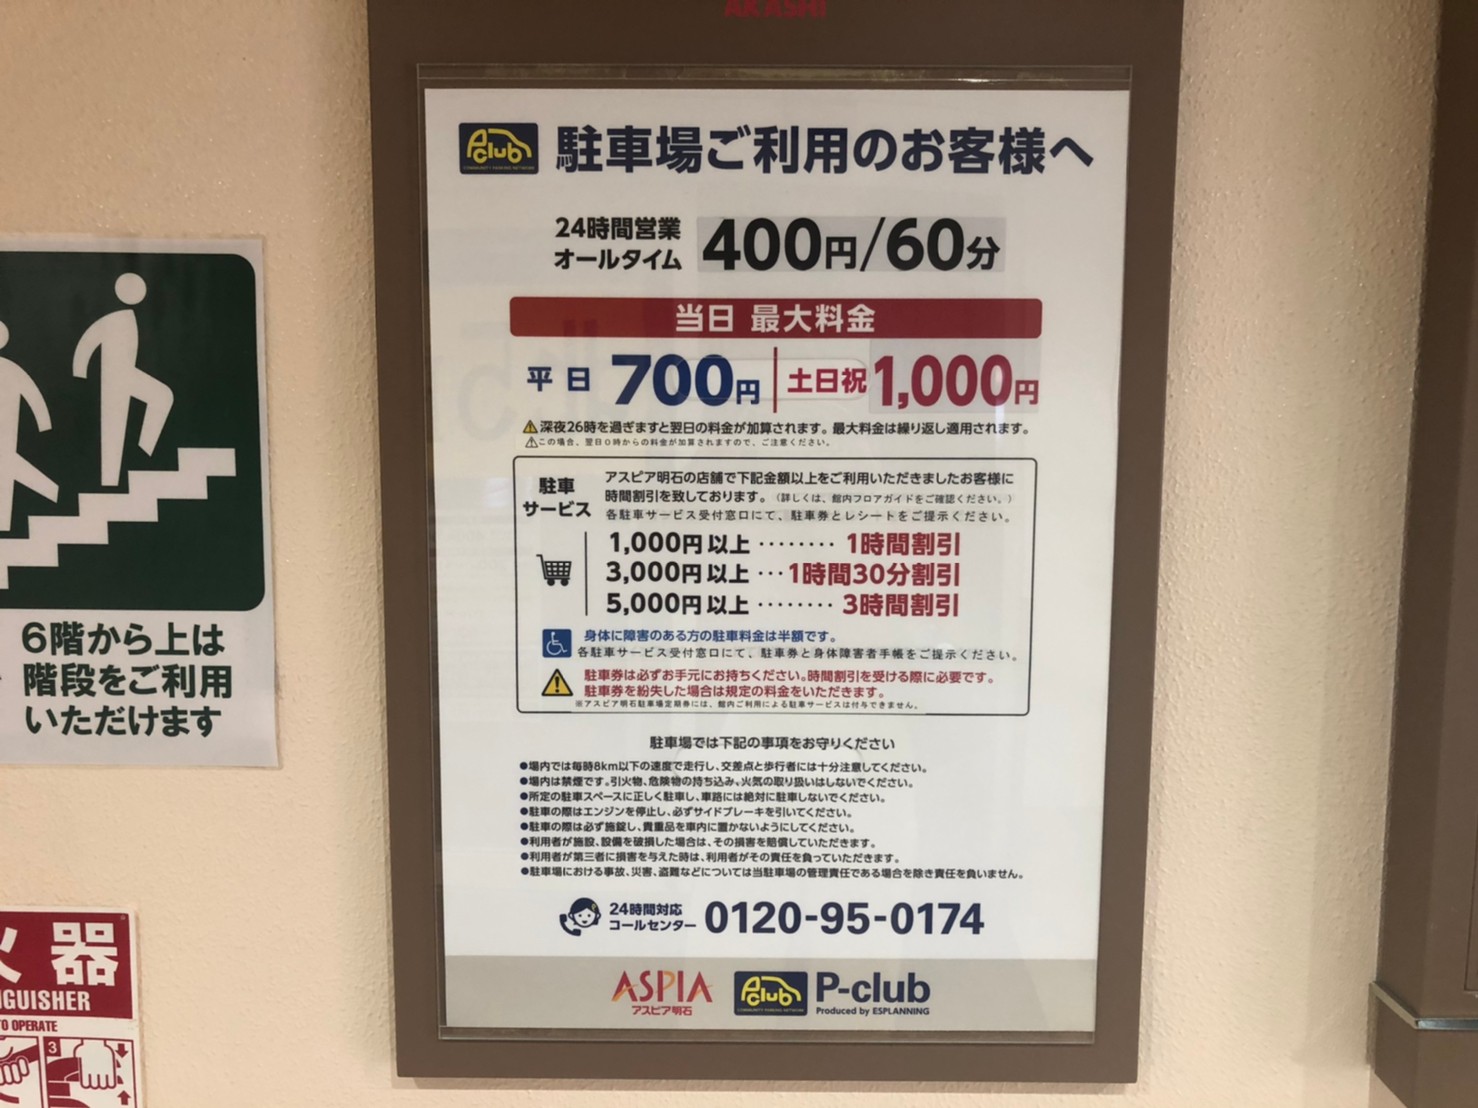 AKASHI
P club
駐車場ご利用のお客様へ
24時間営業
オールタイム
400円/60分
当日 最大料金
平日 700円
土日祝 1,000円
深夜26時を過ぎますと翌日の料金が加算されます。最大料金は繰り返し適用されます。
この場合、翌日0時からの料金が加算されますので、ご注意ください。
駐車
サービス
アスピア明石の店舗で下記金額以上をご利用いただきましたお客様に
時間割引を致しております。(詳しくは、館内フロアガイドをご確認ください。)
各駐車サービス受付窓口にて、駐車券とレシートをご提示ください。
1,000円以上 ········ 1時間割引
3,000円以上 ··· 1時間30分割引
5,000円以上 ········ 3時間割引
身体に障害のある方の駐車料金は半額です。
各駐車サービス受付窓口にて、駐車券と身体障害者手帳をご提示ください。
駐車券は必ずお手元にお持ちください。時間割引を受ける際に必要です。
駐車券を紛失した場合は規定の料金をいただきます。
※アスピア明石駐車場定期券には、館内ご利用による駐車サービスは付与できません。
駐車場では下記の事項をお守りください
●場内では毎時8km以下の速度で走行し、交差点と歩行者には十分注意してください。
●場内は禁煙です。引火物、危険物の持ち込み、火気の取り扱いはしないでください。
●所定の駐車スペースに正しく駐車し、車路には絶対に駐車しないでください。
●駐車の際はエンジンを停止し、必ずサイドブレーキを引いてください。
●駐車の際は必ず施錠し、貴重品を車内に置かないようにしてください。
●利用者が施設、設備を破損した場合は、その損害を賠償していただきます。
●利用者が第三者に損害を与えた時は、利用者がその責任を負っていただきます。
●駐車場における事故、災害、盗難などについては当駐車場の管理責任である場合を除き責任を負いません。
24時間対応
コールセンター
0120-95-0174
ASPIA
アスピア明石
P club
P-club
Produced by ESPLANNING
6階から上は
階段をご利用
いただけます
火器
NGUISHER
TO OPERATE
3